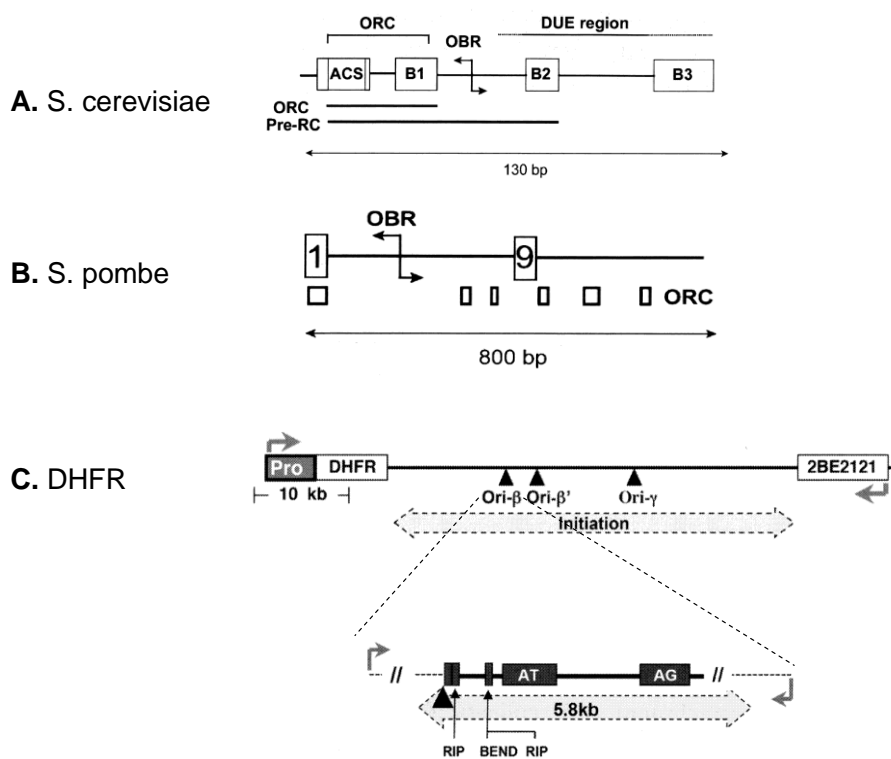 ORC
DUE region
OBR
ACS B1 B2 B3
A. S. cerevisiae
ORC
Pre-RC
130 bp
OBR
1 9
B. S. pombe
ORC
800 bp
C. DHFR
Pro DHFR 2BE2121
10 kb
Ori-β Ori-β' Ori-γ
Initiation
// AT AG //
5.8kb
RIP BEND RIP